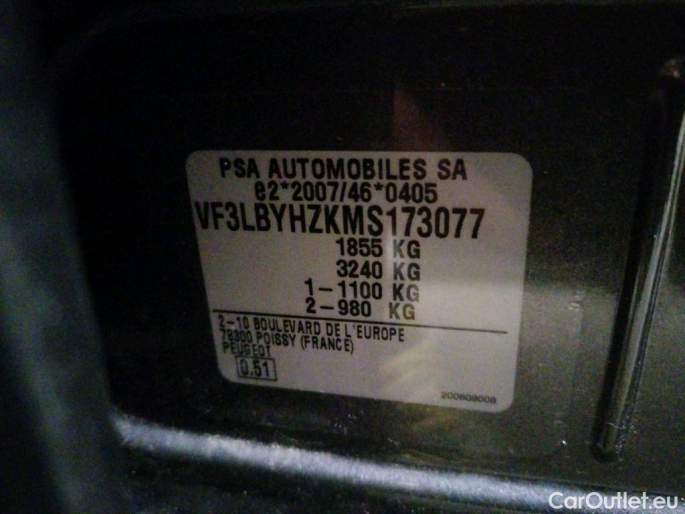 PSA AUTOMOBILES SA
e2*2007/46*0405
VF3LBYHZKMS173077
1855 KG
3240 KG
1-1100 KG
2-980 KG
2-10 BOULEVARD DE L'EUROPE
78300 POISSY (FRANCE)
PEUGEOT
0.51
200609008
CarOutlet.eu